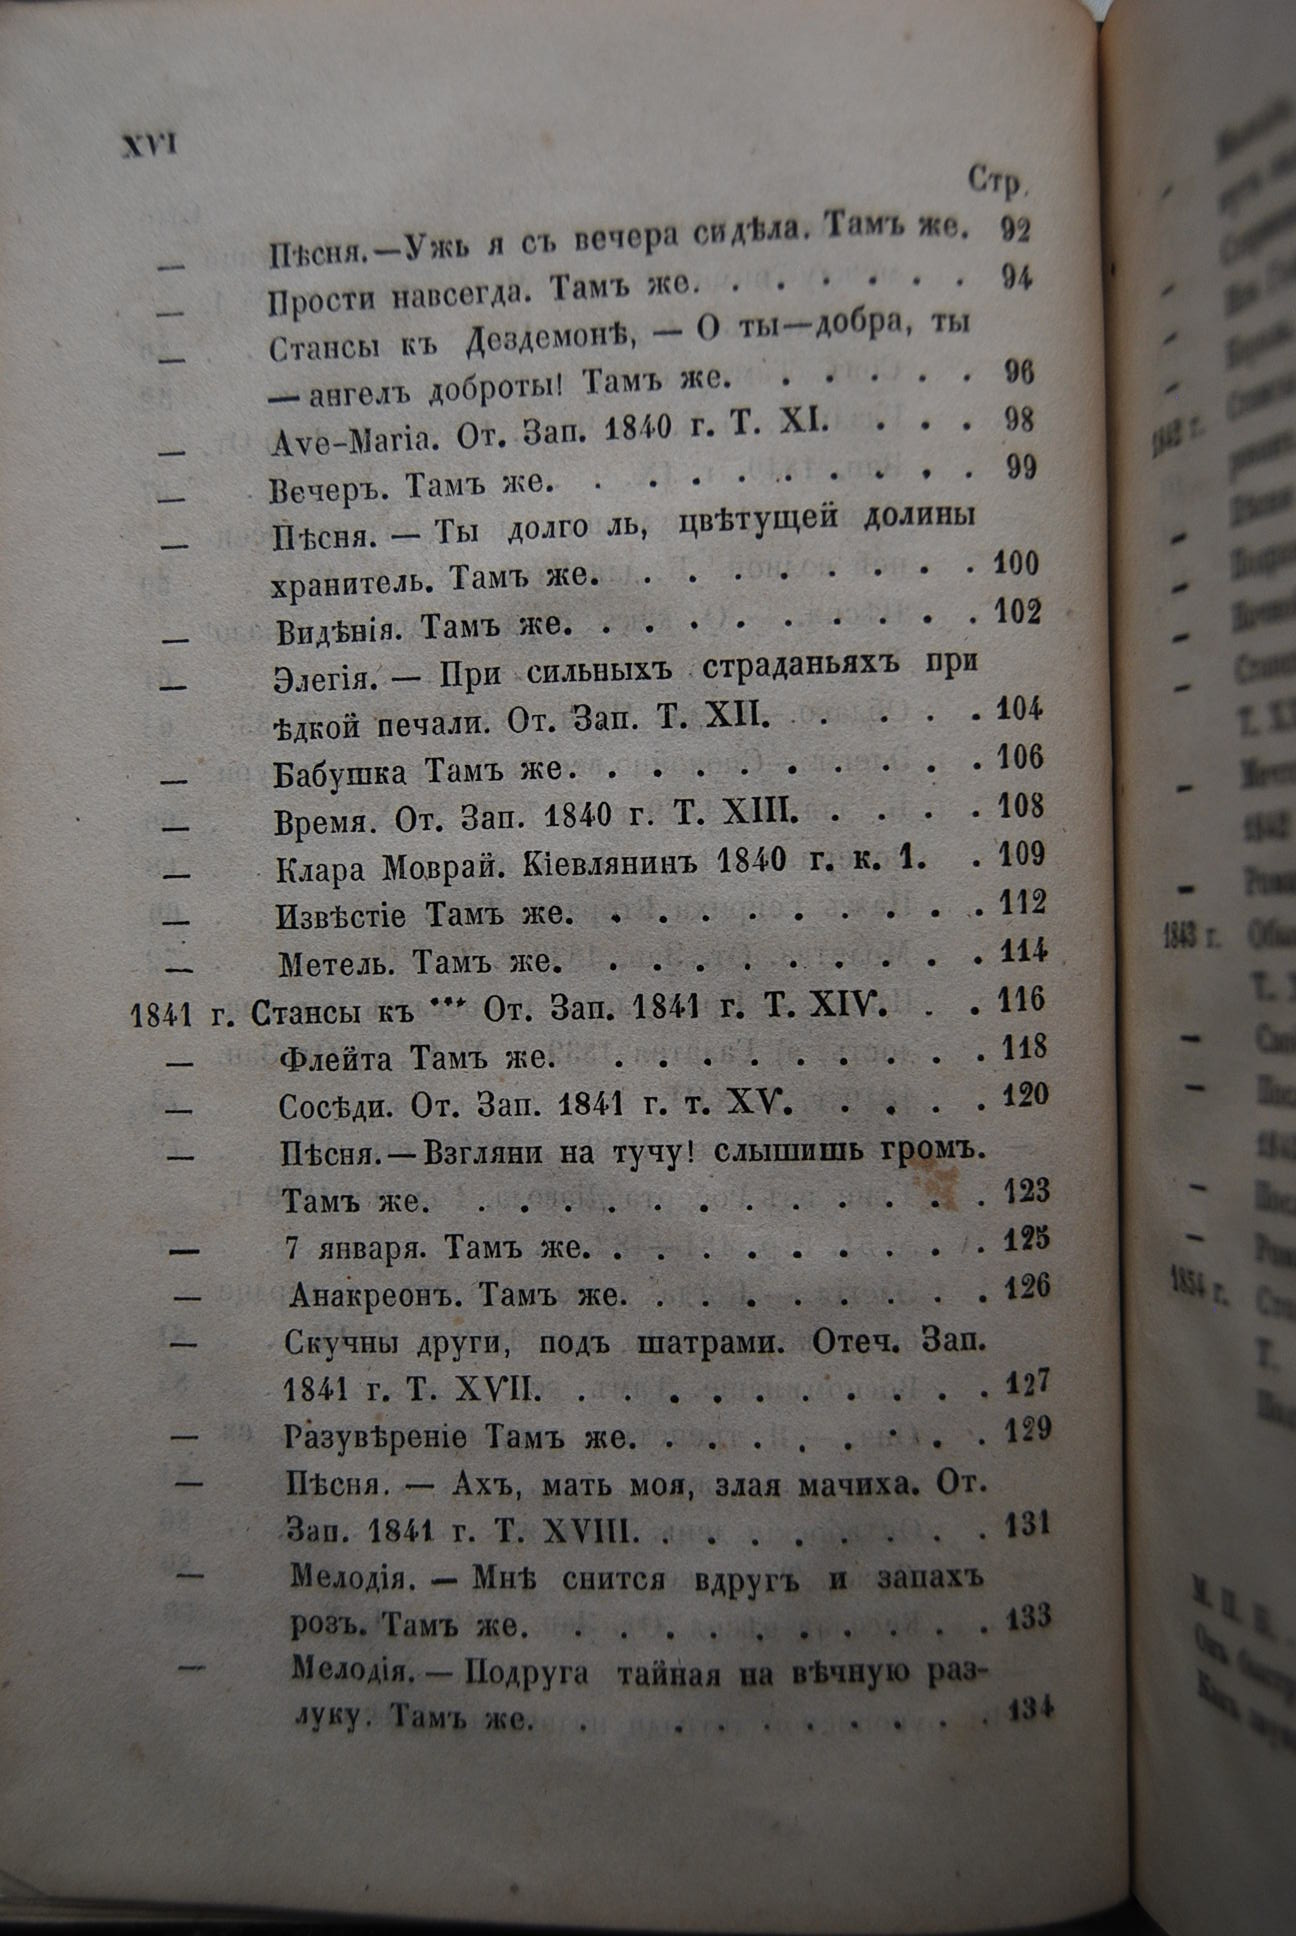 XVI
Стр.
— Пѣсня.—Ужь я съ вечера сидѣла. Тамъ же. 92
— Прости навсегда. Тамъ же. . . . . . . 94
— Стансы къ Дездемонѣ, — О ты—добра, ты
—ангелъ доброты! Тамъ же. . . . . . 96
— Ave-Maria. От. Зап. 1840 г. Т. XI. . . . 98
— Вечеръ. Тамъ же. . . . . . . . . . 99
— Пѣсня. — Ты долго ль, цвѣтущей долины
хранитель. Тамъ же. . . . . . . . . 100
— Видѣнія. Тамъ же. . . . . . . . . . 102
— Элегія. — При сильныхъ страданьяхъ при
ѣдкой печали. От. Зап. Т. XII. . . . . . 104
— Бабушка Тамъ же. . . . . . . . . . 106
— Время. От. Зап. 1840 г. Т. XIII. . . . . 108
— Клара Моврай. Кіевлянинъ 1840 г. к. 1. . 109
— Извѣстіе Тамъ же. . . . . . . . . . 112
— Метель. Тамъ же. . . . . . . . . . 114
1841 г. Стансы къ *** От. Зап. 1841 г. Т. XIV. . . 116
— Флейта Тамъ же. . . . . . . . . . 118
— Сосѣди. От. Зап. 1841 г. т. XV. . . . . 120
— Пѣсня.—Взгляни на тучу! слышишь громъ.
Тамъ же. . . . . . . . . . . . . 123
— 7 января. Тамъ же. . . . . . . . . . 125
— Анакреонъ. Тамъ же. . . . . . . . . 126
— Скучны други, подъ шатрами. Отеч. Зап.
1841 г. Т. XVII. . . . . . . . . . . 127
— Разувѣреніе Тамъ же. . . . . . . . . 129
— Пѣсня. — Ахъ, мать моя, злая мачиха. От.
Зап. 1841 г. Т. XVIII. . . . . . . . . 131
— Мелодія. — Мнѣ снится вдругъ и запахъ
розъ. Тамъ же. . . . . . . . . . . 133
— Мелодія. — Подруга тайная на вѣчную раз-
луку. Тамъ же. . . . . . . . . . 134
1842 г.
Т. XI
1842
1843 г.
Т. X
1854 г.
Т.
М. П. Б.